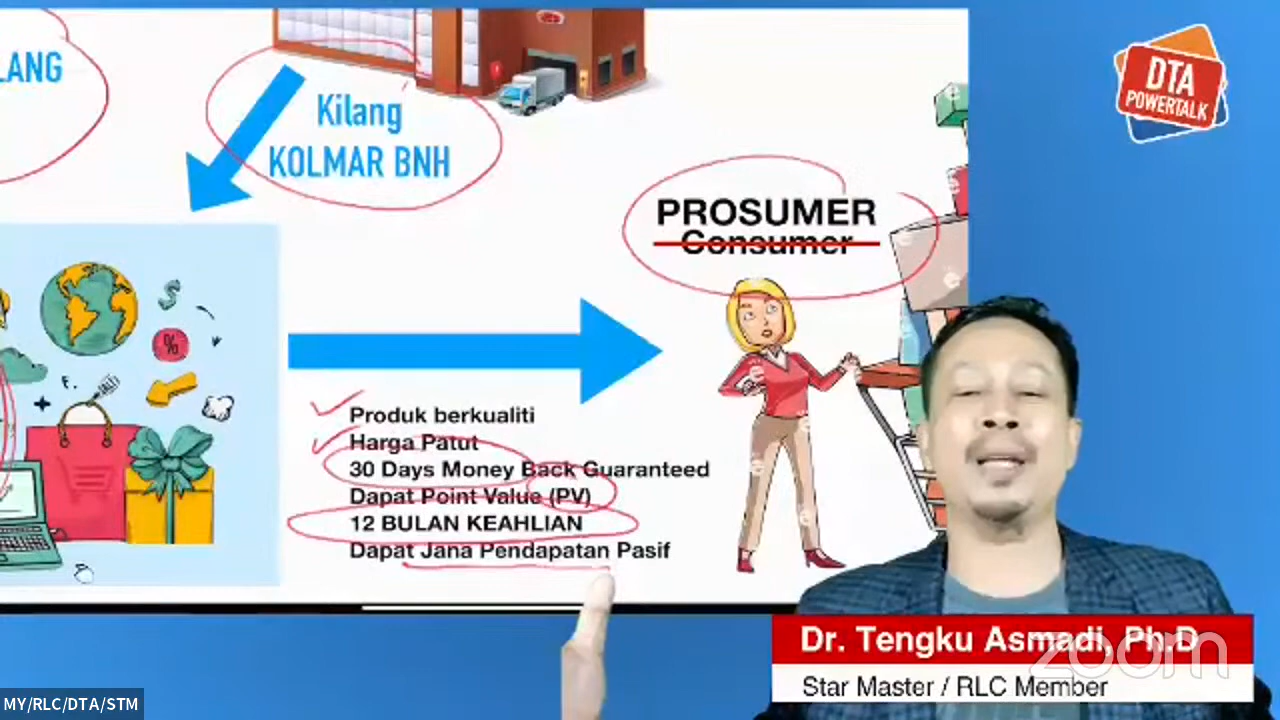 LANG
Kilang
KOLMAR BNH
DTA
POWERTALK
PROSUMER
Consumer
$
%
Produk berkualiti
Harga Patut
30 Days Money Back Guaranteed
Dapat Point Value (PV)
12 BULAN KEAHLIAN
Dapat Jana Pendapatan Pasif
Dr. Tengku Asmadi, Ph.D
zoom
Star Master / RLC Member
MY/RLC/DTA/STM